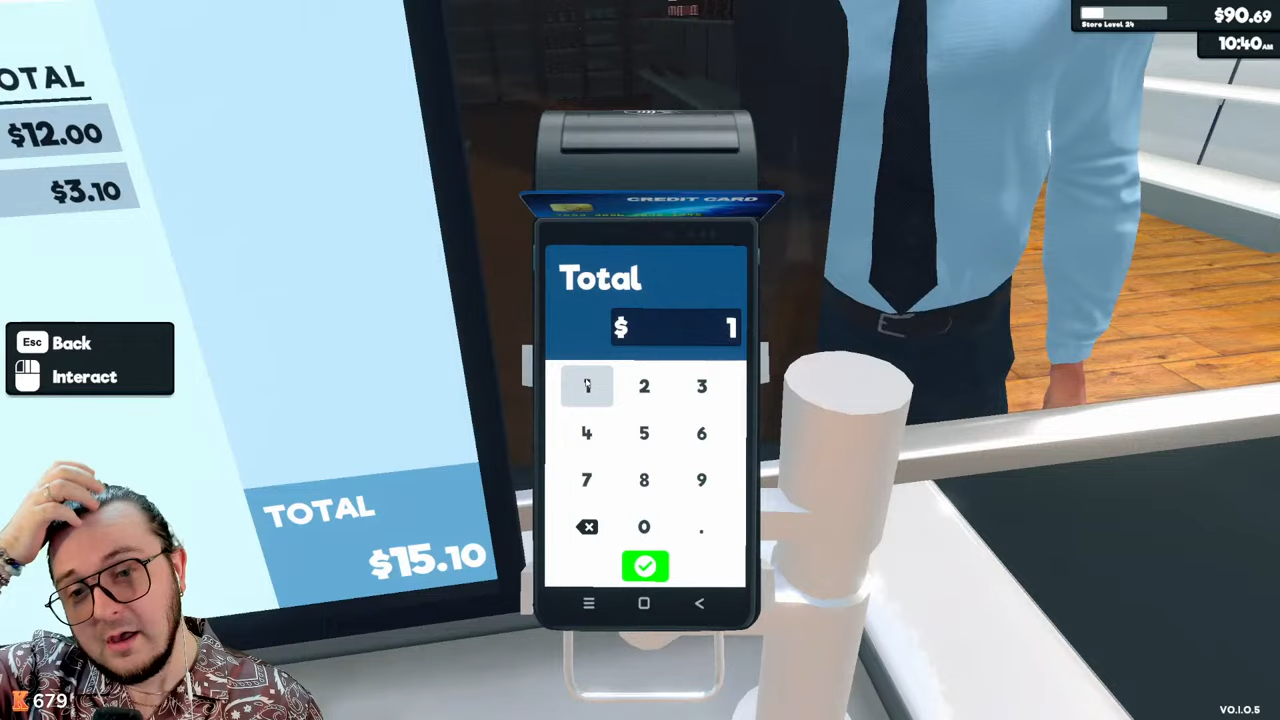 OTAL
$12.00
$3.10
TOTAL
$15.10
Esc Back
Interact
CREDIT CARD
Total
$ 1
1 2 3
4 5 6
7 8 9
0 .
Store Level 24
$90.69
10:40AM
K 679
V0.1.0.5